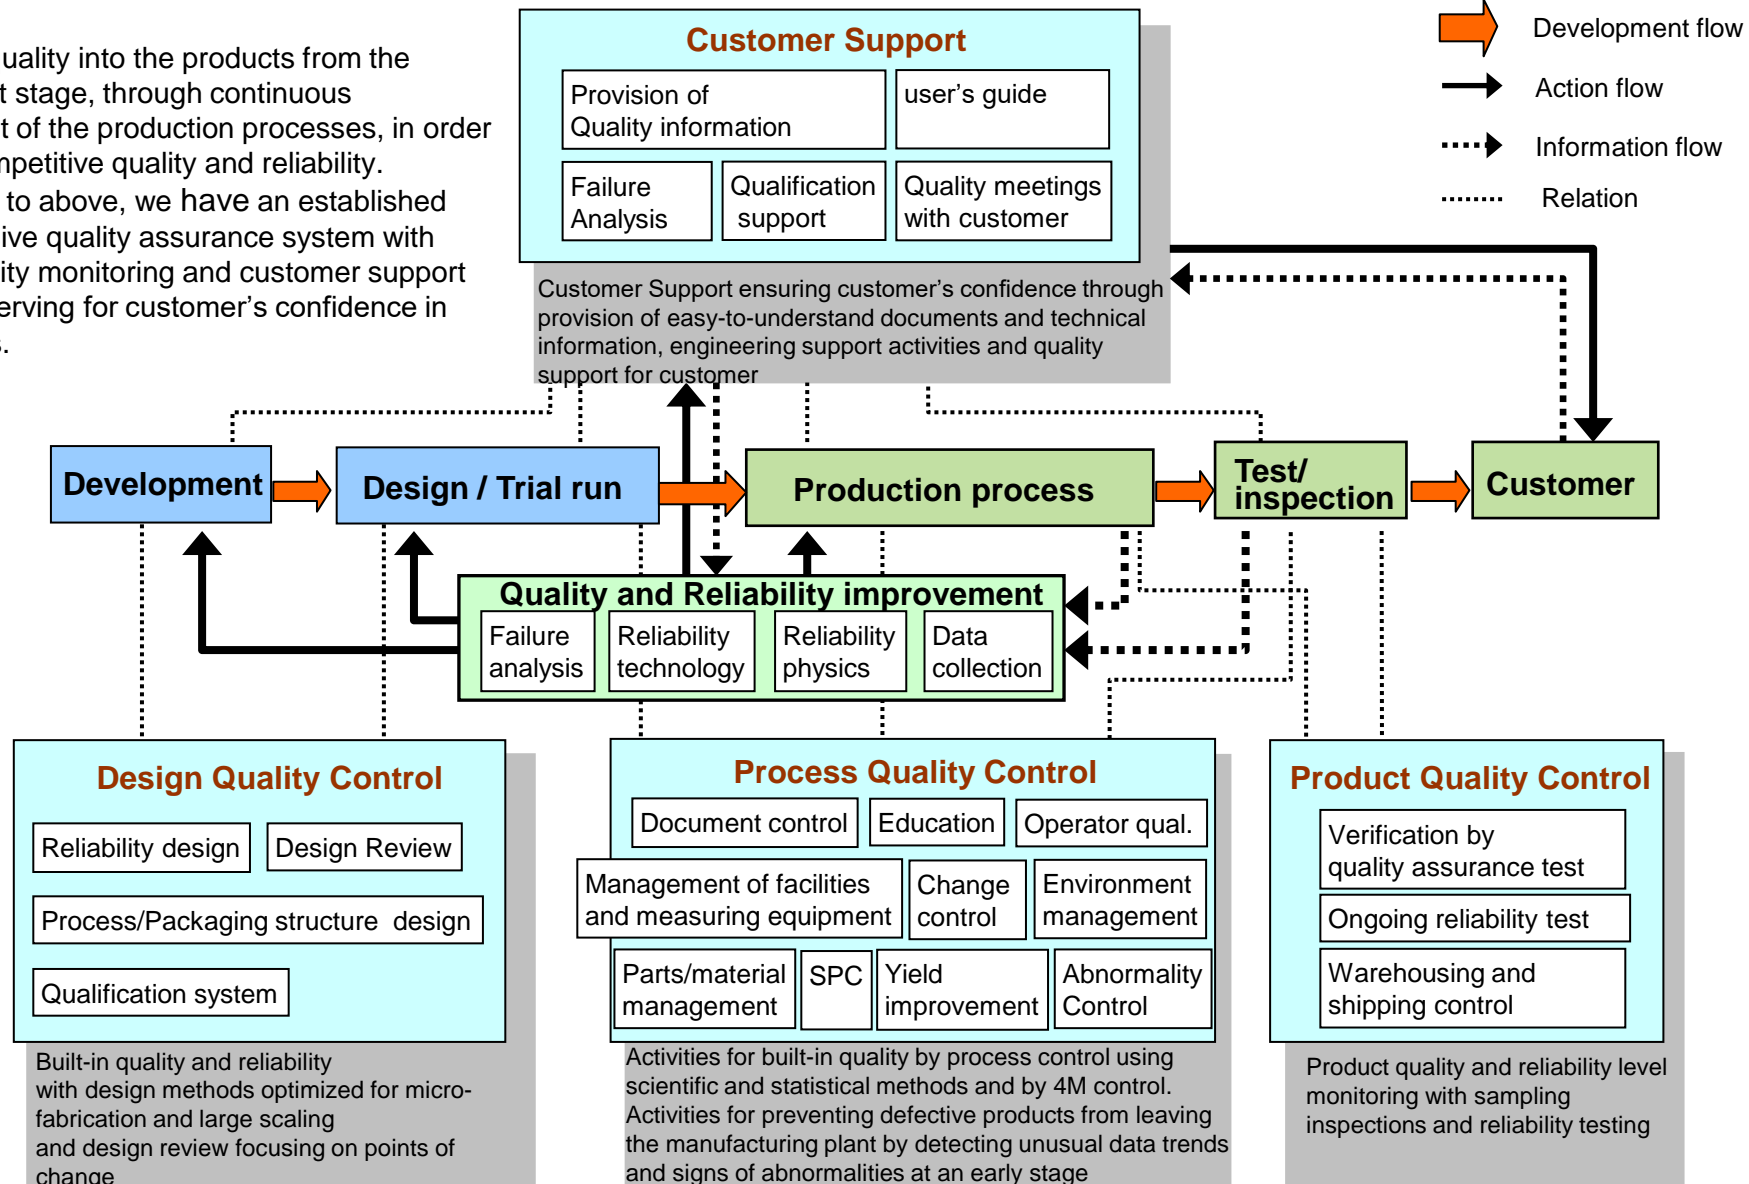 uality into the products from the
t stage, through continuous
t of the production processes, in order
mpetitive quality and reliability.
to above, we have an established
ive quality assurance system with
ity monitoring and customer support
erving for customer's confidence in
s.
Customer Support
Provision of
Quality information
user's guide
Failure
Analysis
Qualification
support
Quality meetings
with customer
Customer Support ensuring customer's confidence through
provision of easy-to-understand documents and technical
information, engineering support activities and quality
support for customer
Development flow
Action flow
Information flow
Relation
Development
Design / Trial run
Production process
Test/
inspection
Customer
Quality and Reliability improvement
Failure
analysis
Reliability
technology
Reliability
physics
Data
collection
Design Quality Control
Reliability design
Design Review
Process/Packaging structure design
Qualification system
Built-in quality and reliability
with design methods optimized for micro-
fabrication and large scaling
and design review focusing on points of
change
Process Quality Control
Document control
Education
Operator qual.
Management of facilities
and measuring equipment
Change
control
Environment
management
Parts/material
management
SPC
Yield
improvement
Abnormality
Control
Activities for built-in quality by process control using
scientific and statistical methods and by 4M control.
Activities for preventing defective products from leaving
the manufacturing plant by detecting unusual data trends
and signs of abnormalities at an early stage
Product Quality Control
Verification by
quality assurance test
Ongoing reliability test
Warehousing and
shipping control
Product quality and reliability level
monitoring with sampling
inspections and reliability testing